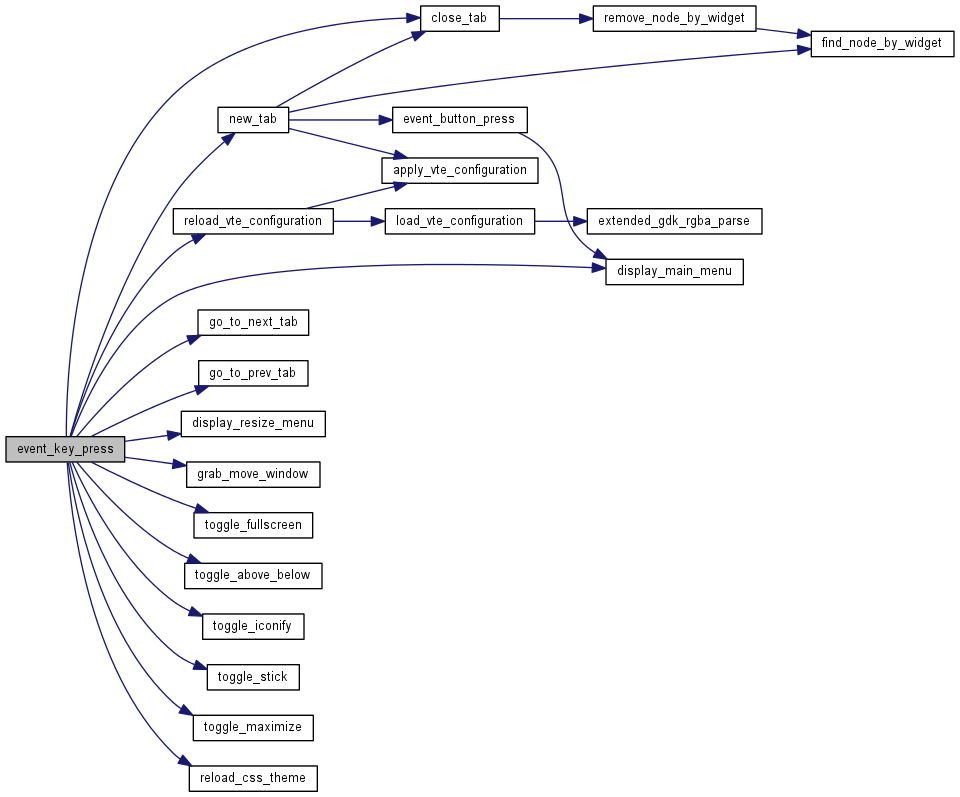 close_tab
remove_node_by_widget
find_node_by_widget
new_tab
event_button_press
apply_vte_configuration
reload_vte_configuration
load_vte_configuration
extended_gdk_rgba_parse
display_main_menu
go_to_next_tab
go_to_prev_tab
display_resize_menu
event_key_press
grab_move_window
toggle_fullscreen
toggle_above_below
toggle_iconify
toggle_stick
toggle_maximize
reload_css_theme